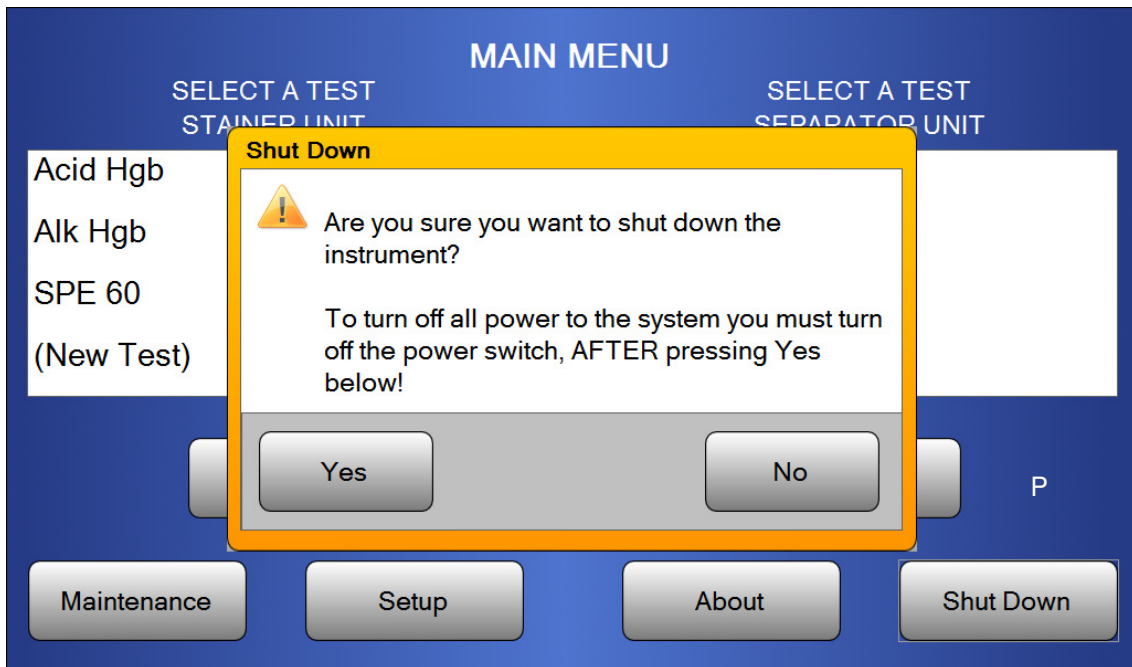 MAIN MENU
SELECT A TEST
STAINER UNIT
SELECT A TEST
SEPARATOR UNIT
Acid Hgb
Alk Hgb
SPE 60
(New Test)
Shut Down
!
Are you sure you want to shut down the
instrument?
To turn off all power to the system you must turn
off the power switch, AFTER pressing Yes
below!
Yes
No
P
Maintenance
Setup
About
Shut Down